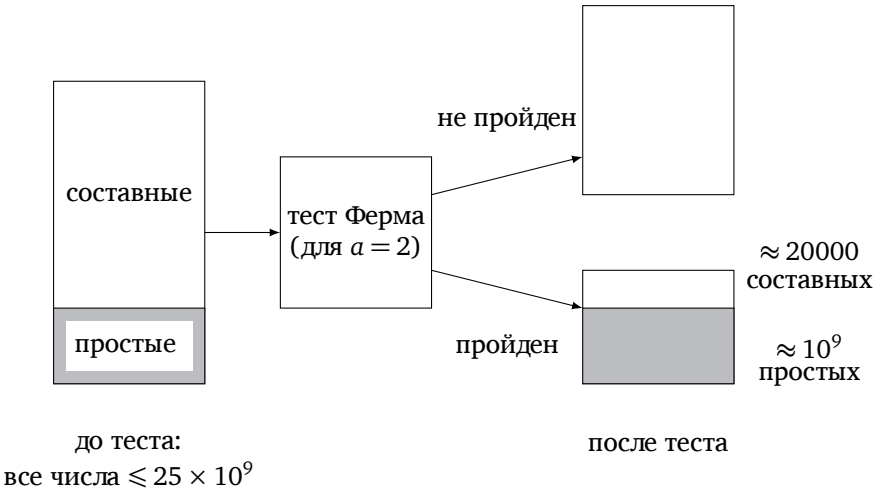 не пройден
составные
тест Ферма
(для a = 2)
≈ 20000
составных
простые
пройден
≈ 10⁹
простых
до теста:
все числа ⩽ 25 × 10⁹
после теста